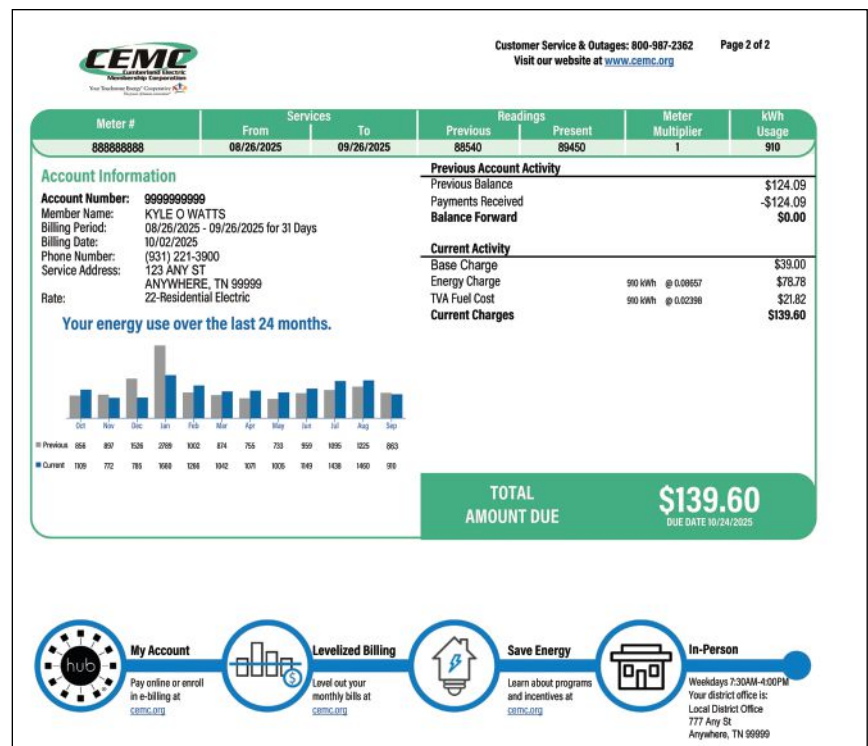 CEMC
Cumberland Electric
Membership Corporation
Your Touchstone Energy® Cooperative
Customer Service & Outages: 800-987-2362
Visit our website at www.cemc.org
Page 2 of 2
Meter # Services Readings Meter kWh
From To Previous Present Multiplier Usage
888888888 08/26/2025 09/26/2025 88540 89450 1 910
Account Information
Account Number: 9999999999
Member Name: KYLE O WATTS
Billing Period: 08/26/2025 - 09/26/2025 for 31 Days
Billing Date: 10/02/2025
Phone Number: (931) 221-3900
Service Address: 123 ANY ST
ANYWHERE, TN 99999
Rate: 22-Residential Electric
Previous Account Activity
Previous Balance $124.09
Payments Received -$124.09
Balance Forward $0.00
Current Activity
Base Charge $39.00
Energy Charge 910 kWh @ 0.08657 $78.78
TVA Fuel Cost 910 kWh @ 0.02398 $21.82
Current Charges $139.60
Your energy use over the last 24 months.
Oct Nov Dec Jan Feb Mar Apr May Jun Jul Aug Sep
Previous 856 897 1526 2789 1002 874 755 733 959 1095 1225 863
Current 1109 772 785 1680 1266 1042 1071 1005 1149 1438 1460 910
TOTAL
AMOUNT DUE
$139.60
DUE DATE 10/24/2025
hub
My Account
Pay online or enroll
in e-billing at
cemc.org
$
Levelized Billing
Level out your
monthly bills at
cemc.org
Save Energy
Learn about programs
and incentives at
cemc.org
In-Person
Weekdays 7:30AM-4:00PM
Your district office is:
Local District Office
777 Any St
Anywhere, TN 99999